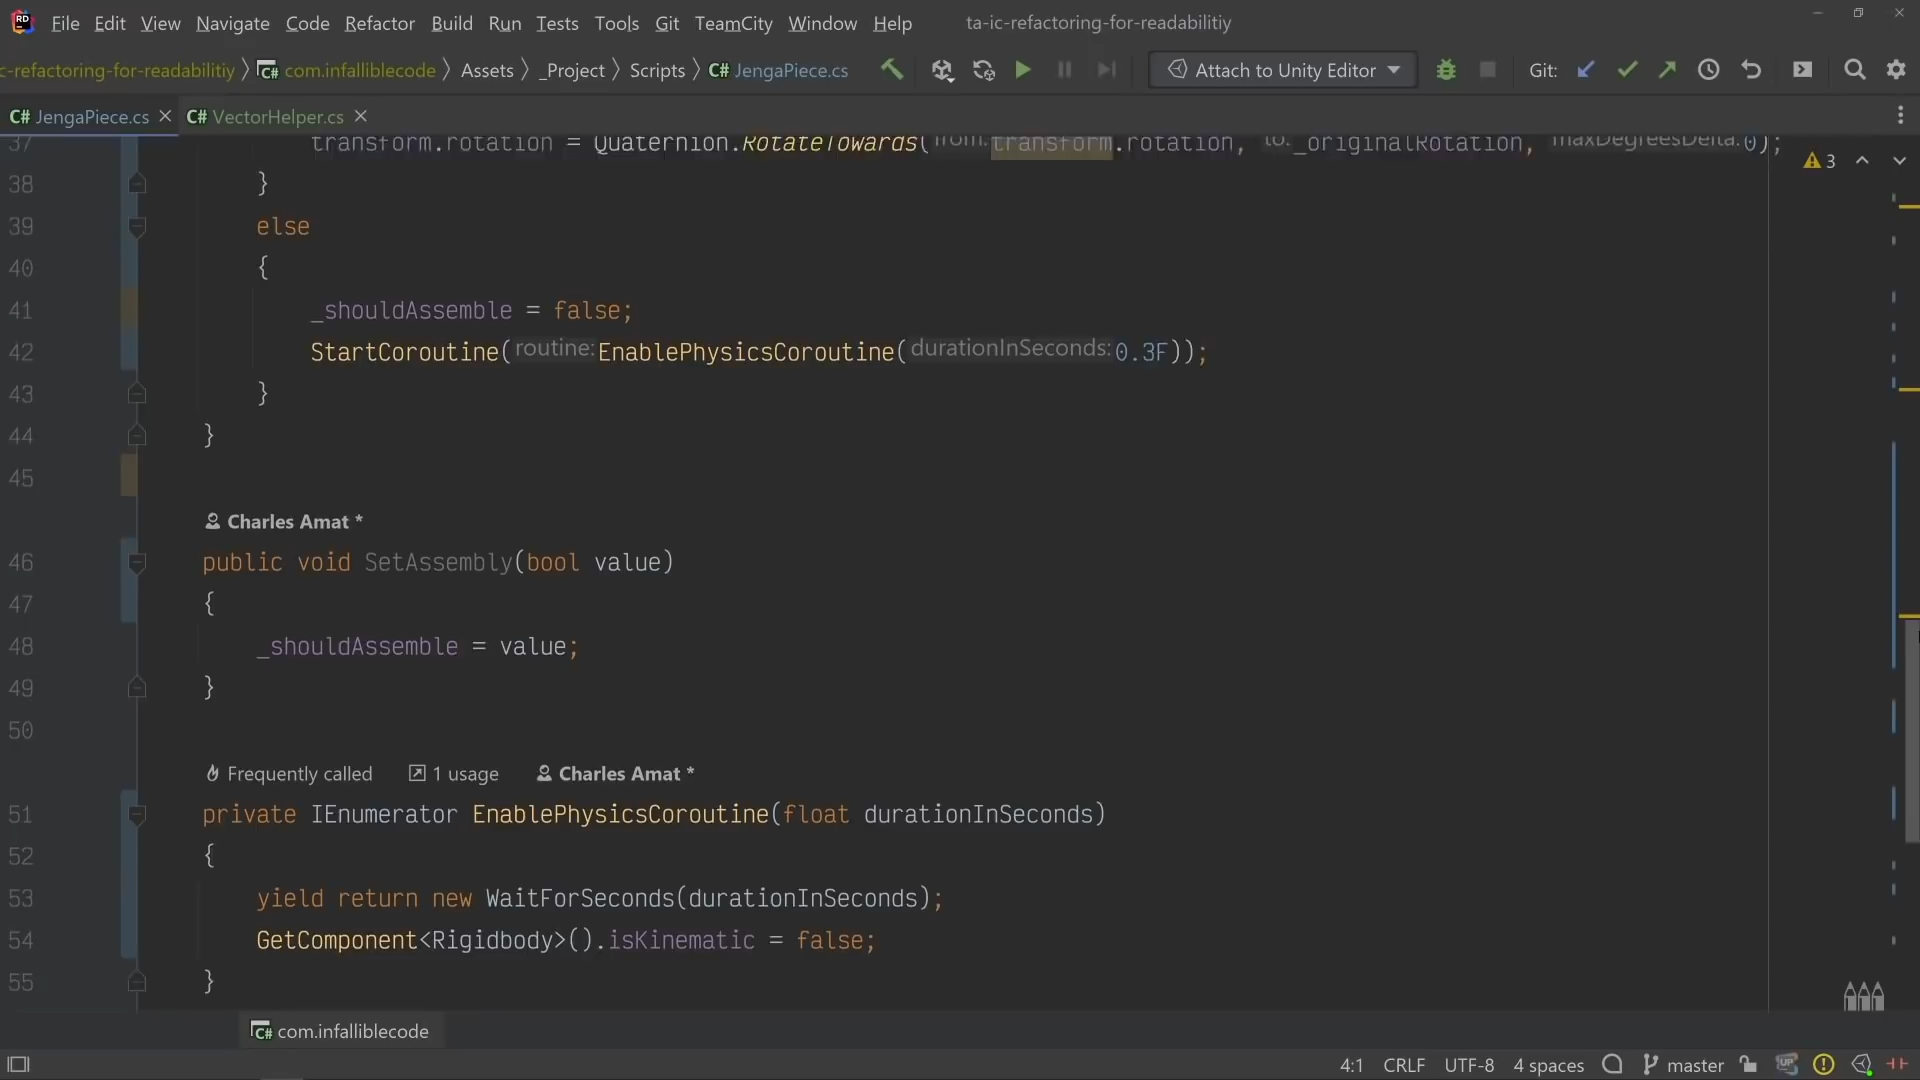 File Edit View Navigate Code Refactor Build Run Tests Tools Git TeamCity Window Help ta-ic-refactoring-for-readabilitiy
c-refactoring-for-readabilitiy com.infalliblecode Assets _Project Scripts C# JengaPiece.cs Attach to Unity Editor Git:
C# JengaPiece.cs C# VectorHelper.cs
37 transform.rotation = Quaternion.RotateTowards(from: transform.rotation, to: _originalRotation, maxDegreesDelta: 0);
3
38 }
39 else
40 {
41 _shouldAssemble = false;
42 StartCoroutine(routine: EnablePhysicsCoroutine(durationInSeconds: 0.3F));
43 }
44 }
45
Charles Amat *
46 public void SetAssembly(bool value)
47 {
48 _shouldAssemble = value;
49 }
50
Frequently called 1 usage Charles Amat *
51 private IEnumerator EnablePhysicsCoroutine(float durationInSeconds)
52 {
53 yield return new WaitForSeconds(durationInSeconds);
54 GetComponent<Rigidbody>().isKinematic = false;
55 }
C# com.infalliblecode
4:1 CRLF UTF-8 4 spaces master